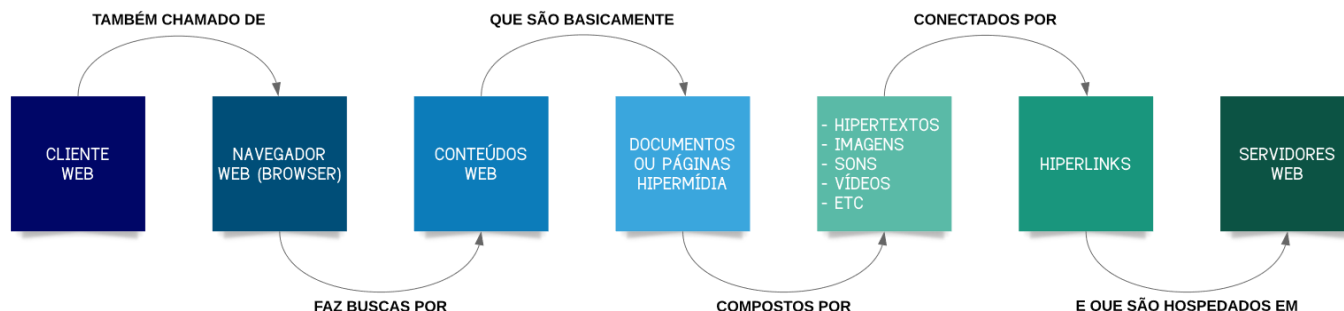 TAMBÉM CHAMADO DE
QUE SÃO BASICAMENTE
CONECTADOS POR
CLIENTE
WEB
NAVEGADOR
WEB (BROWSER)
CONTEÚDOS
WEB
DOCUMENTOS
OU PÁGINAS
HIPERMÍDIA
- HIPERTEXTOS
- IMAGENS
- SONS
- VÍDEOS
- ETC
HIPERLINKS
SERVIDORES
WEB
FAZ BUSCAS POR
COMPOSTOS POR
E QUE SÃO HOSPEDADOS EM